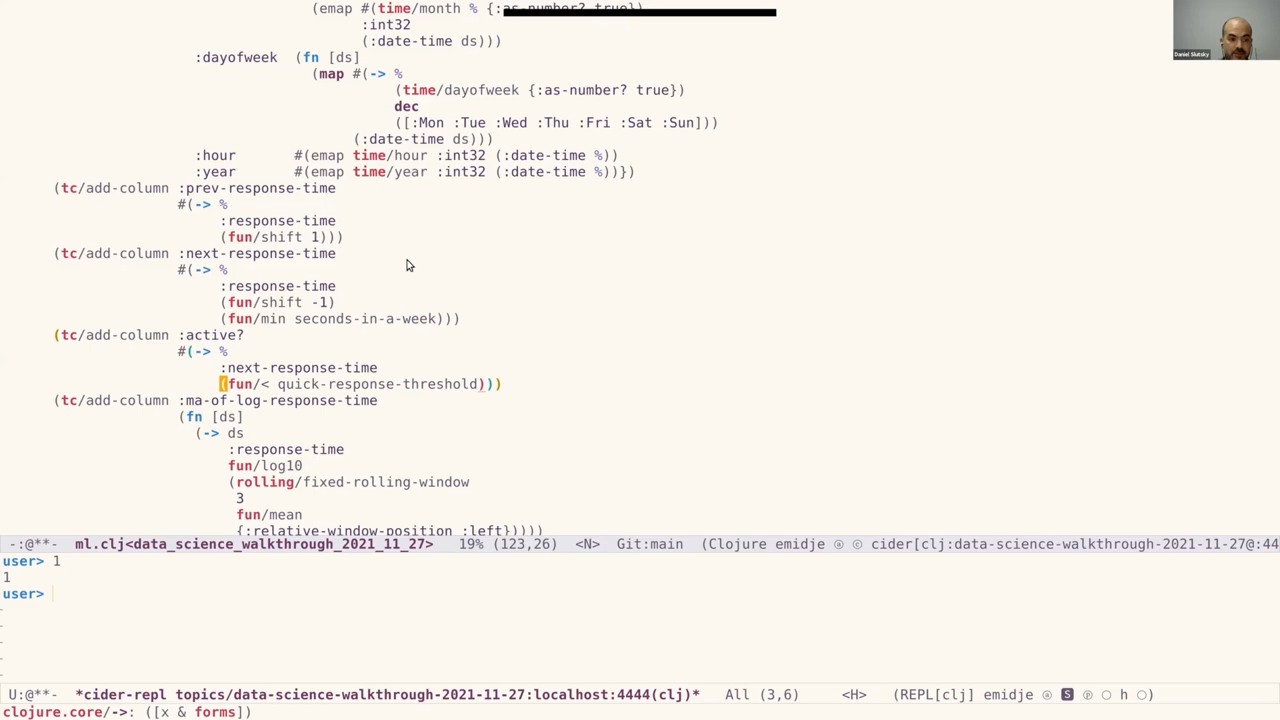 (emap #(time/month % {:as-number? true})
:int32
(:date-time ds)))
:dayofweek (fn [ds]
(map #(-> %
(time/dayofweek {:as-number? true})
dec
([:Mon :Tue :Wed :Thu :Fri :Sat :Sun]))
(:date-time ds)))
:hour #(emap time/hour :int32 (:date-time %))
:year #(emap time/year :int32 (:date-time %))})
(tc/add-column :prev-response-time
#(-> %
:response-time
(fun/shift 1)))
(tc/add-column :next-response-time
#(-> %
:response-time
(fun/shift -1)
(fun/min seconds-in-a-week)))
(tc/add-column :active?
#(-> %
:next-response-time
(fun/< quick-response-threshold)))
(tc/add-column :ma-of-log-response-time
(fn [ds]
(-> ds
:response-time
fun/log10
(rolling/fixed-rolling-window
3
fun/mean
{:relative-window-position :left}))))
-:@**- ml.clj<data_science_walkthrough_2021_11_27> 19% (123,26) <N> Git:main (Clojure emidje ⓐ ⓒ cider[clj:data-science-walkthrough-2021-11-27@:44
user> 1
1
user>
U:@**- *cider-repl topics/data-science-walkthrough-2021-11-27:localhost:4444(clj)* All (3,6) <H> (REPL[clj] emidje ⓐ S ⓟ ○ h ○)
clojure.core/->: ([x & forms])
Daniel Slutsky